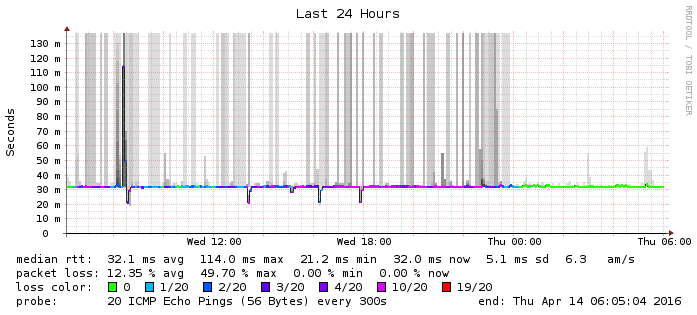 Last 24 Hours
RRDTOOL / TOBI OETIKER
Seconds
130 m
120 m
110 m
100 m
90 m
80 m
70 m
60 m
50 m
40 m
30 m
20 m
10 m
0
Wed 12:00 Wed 18:00 Thu 00:00 Thu 06:00
median rtt: 32.1 ms avg 114.0 ms max 21.2 ms min 32.0 ms now 5.1 ms sd 6.3 am/s
packet loss: 12.35 % avg 49.70 % max 0.00 % min 0.00 % now
loss color: 0 1/20 2/20 3/20 4/20 10/20 19/20
probe: 20 ICMP Echo Pings (56 Bytes) every 300s end: Thu Apr 14 06:05:04 2016